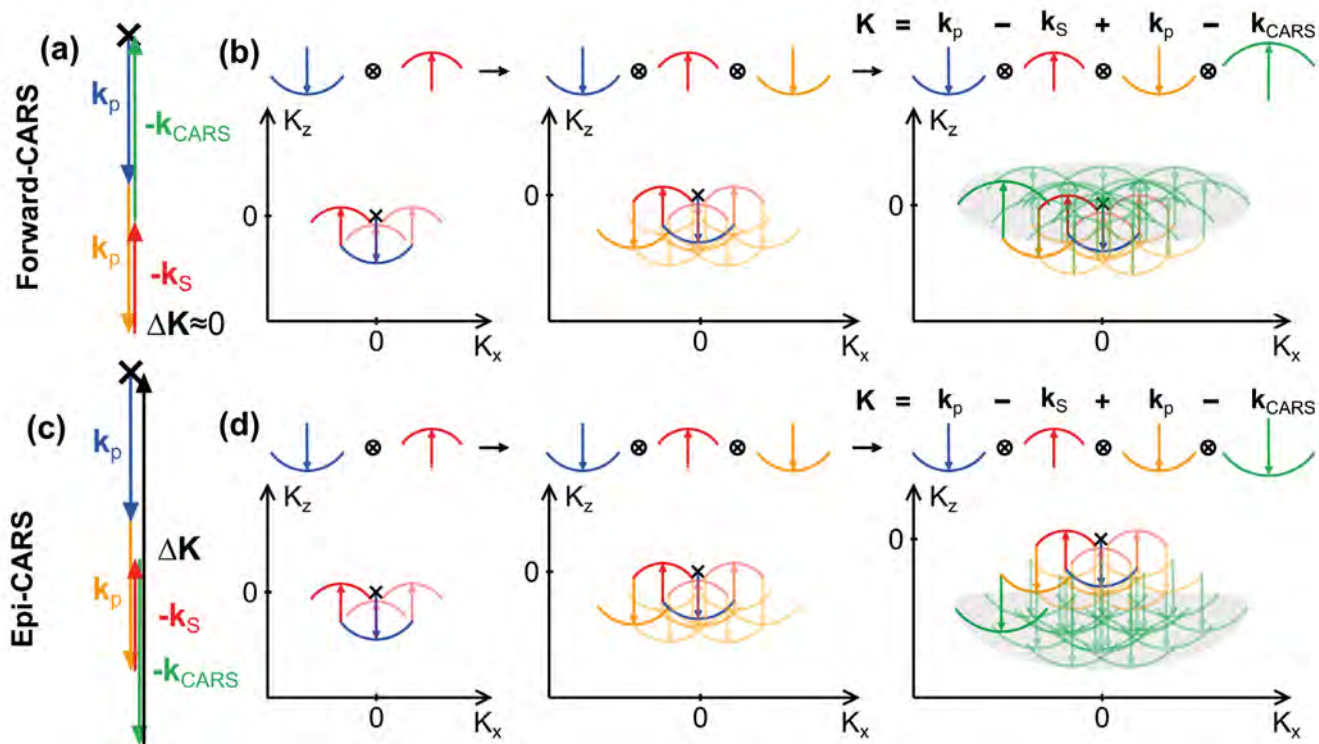 Forward-CARS
(a)
k_p
-k_CARS
k_p
-k_S
ΔK≈0
(b)
⊗
→
⊗
⊗
→
K = k_p − k_S + k_p − k_CARS
⊗
⊗
⊗
K_z
0
0
K_z
0
0
K_x
K_z
0
0
K_x
Epi-CARS
(c)
k_p
ΔK
k_p
-k_S
-k_CARS
(d)
⊗
→
⊗
⊗
→
K = k_p − k_S + k_p − k_CARS
⊗
⊗
⊗
K_z
0
0
K_x
K_z
0
0
K_x
K_z
0
0
K_x
K_x